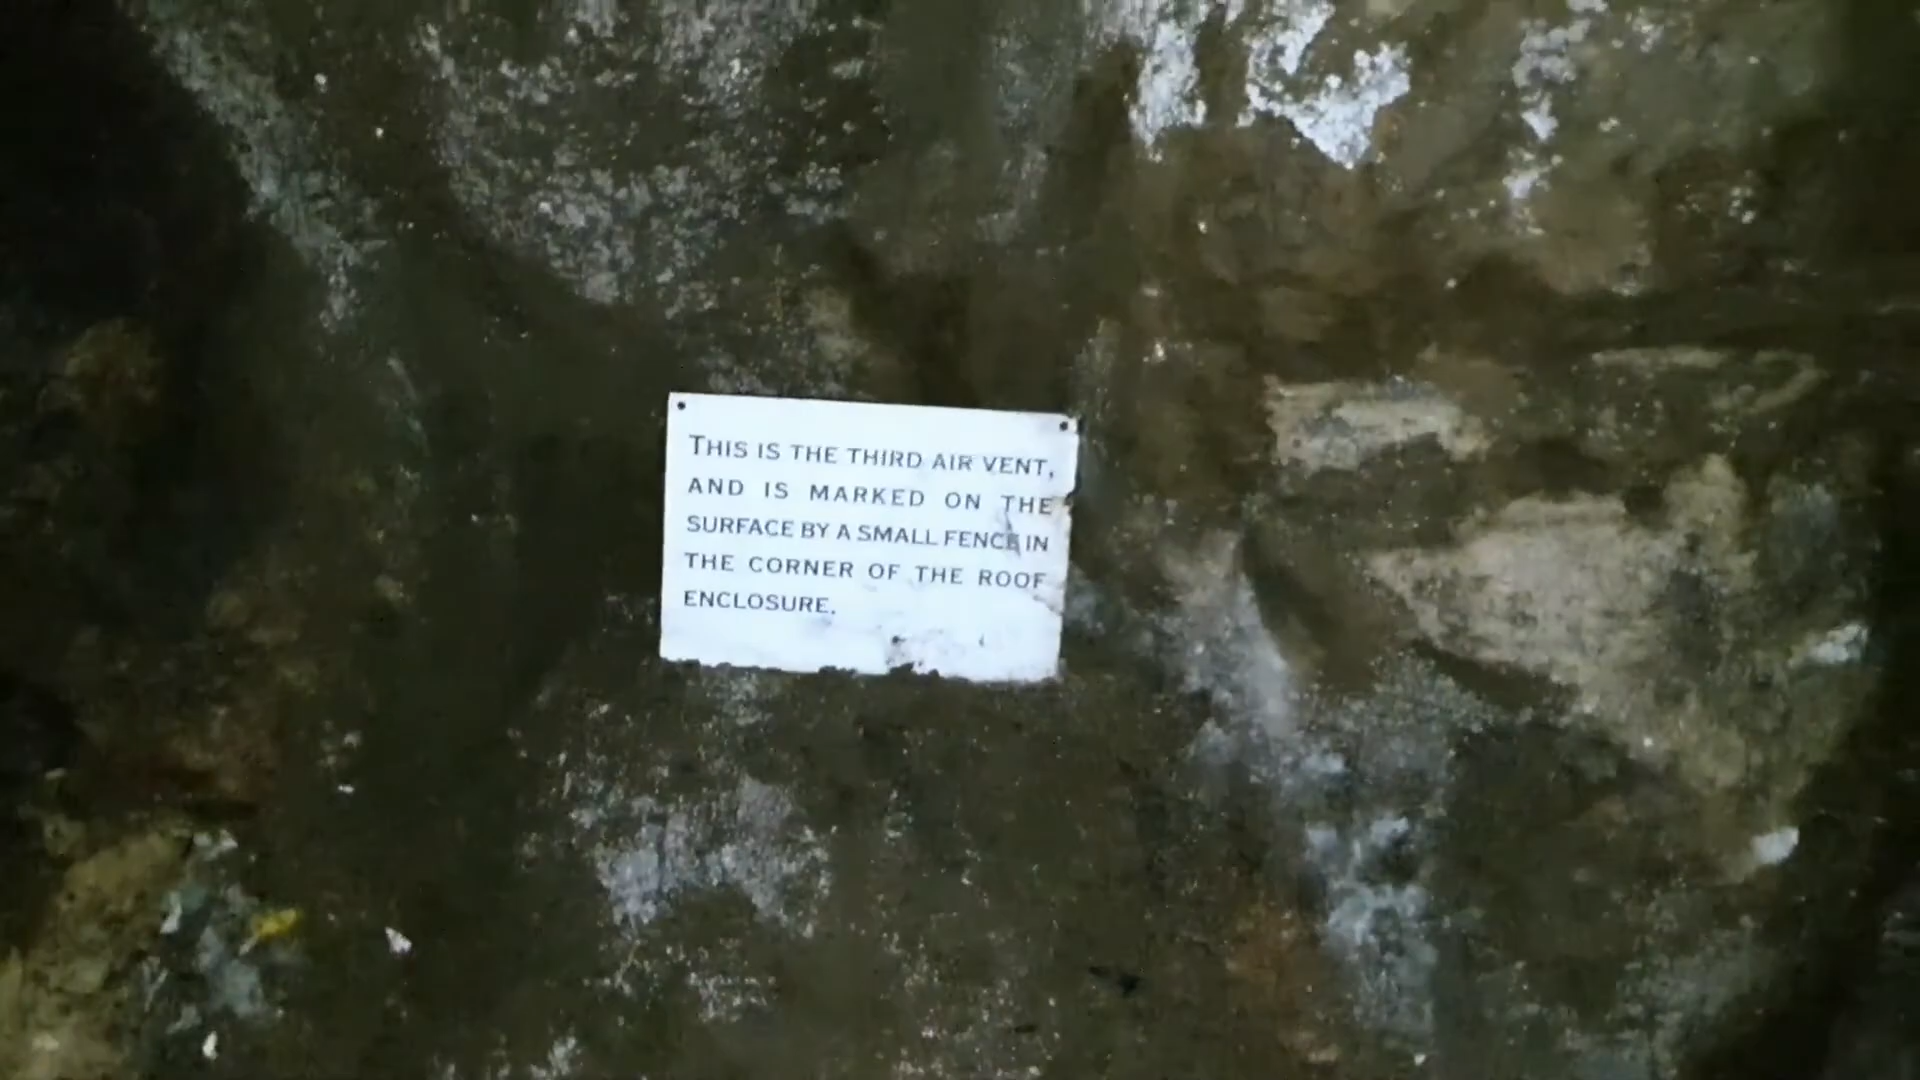 THIS IS THE THIRD AIR VENT,
AND IS MARKED ON THE
SURFACE BY A SMALL FENCE IN
THE CORNER OF THE ROOF
ENCLOSURE.